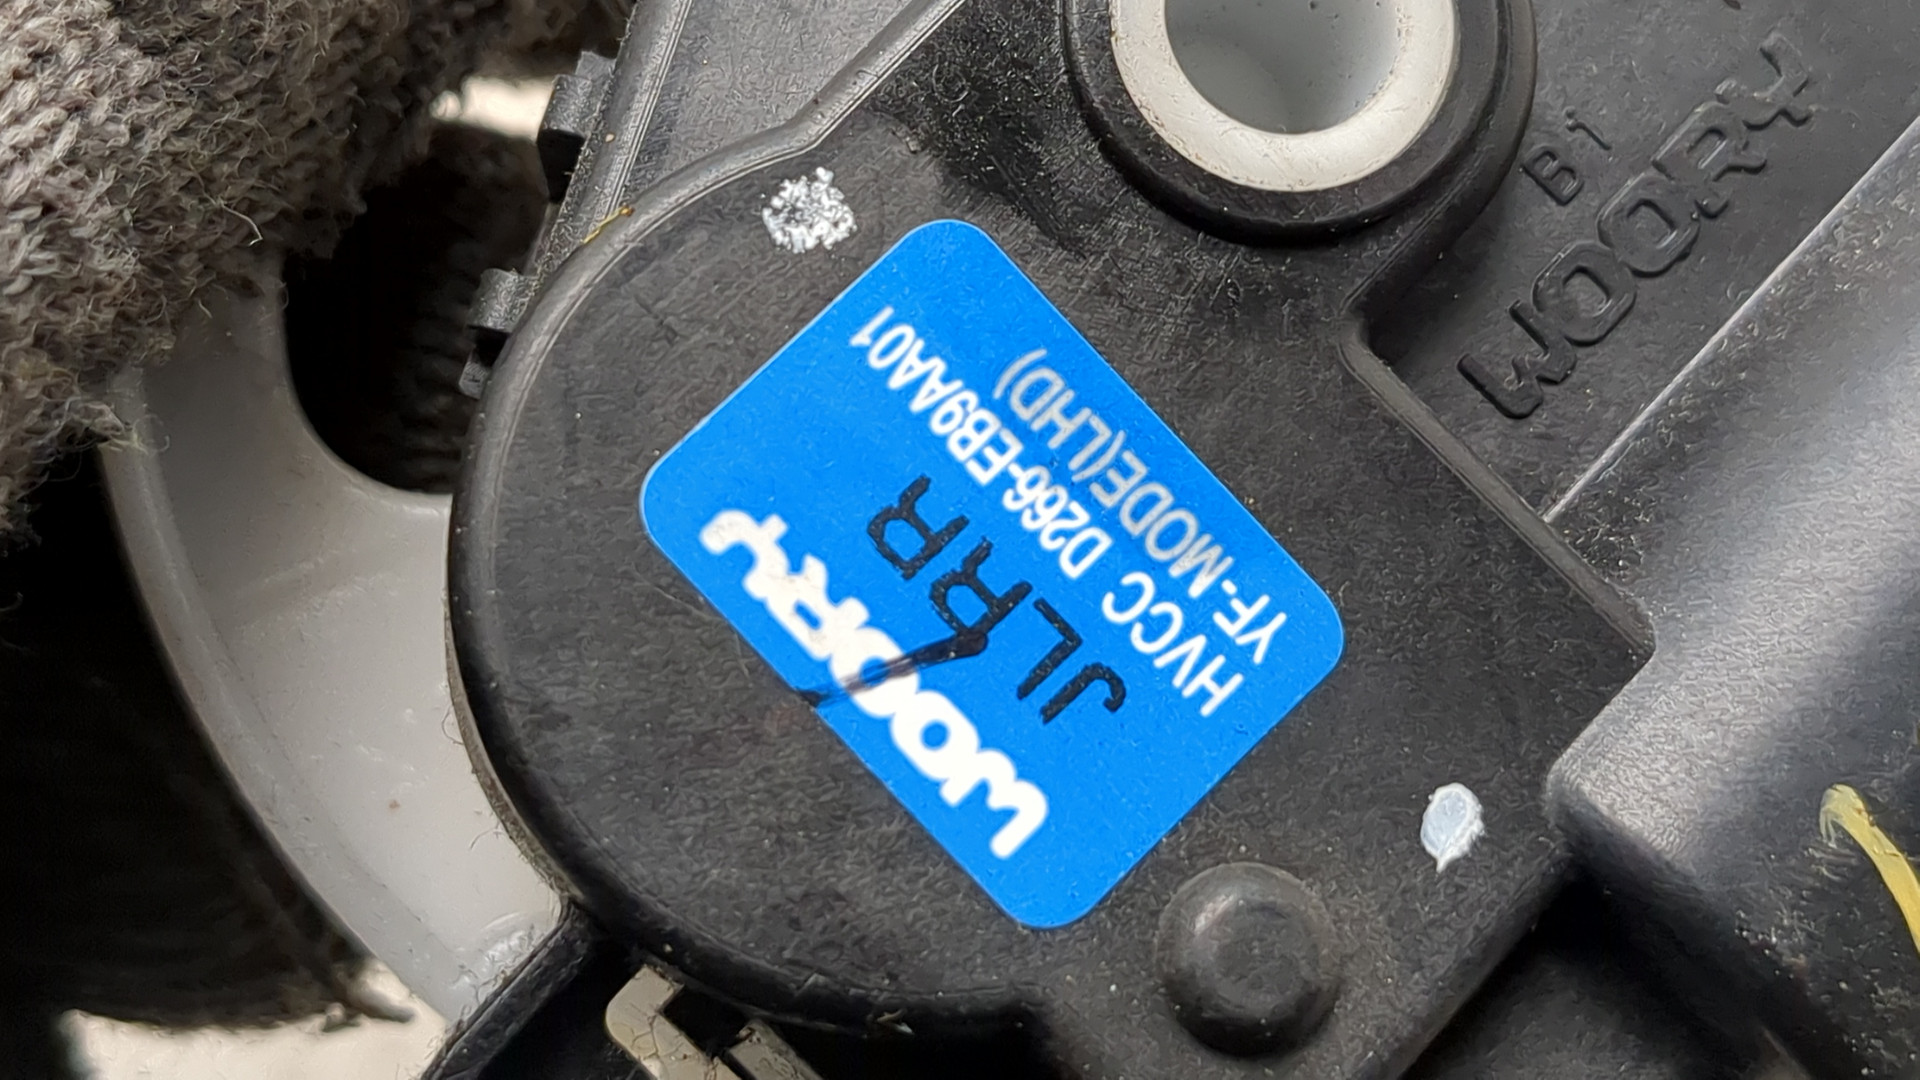 WOORY
JLRR
HVCC D266-EB9AA01
YF-MODE(LHD)
B1
WOORY